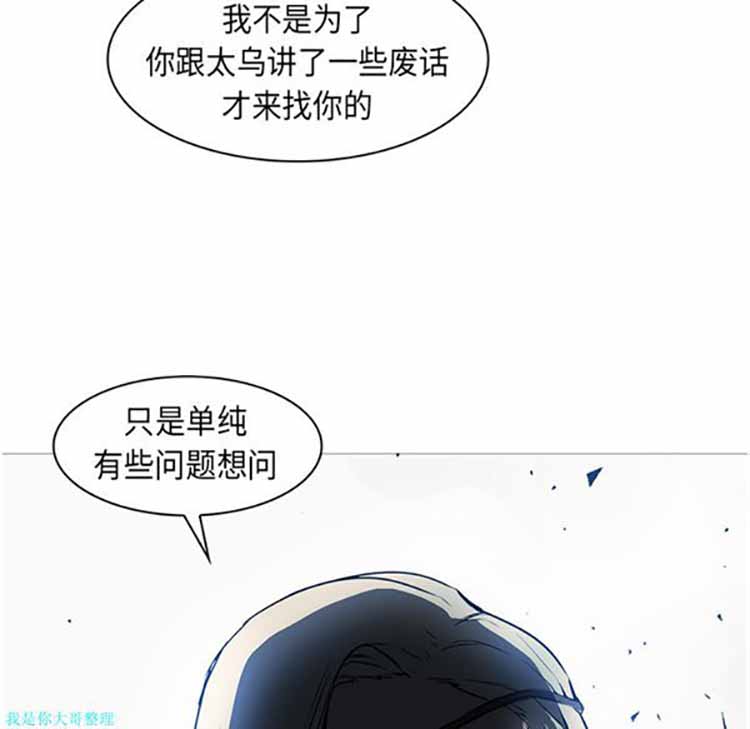 我不是为了
你跟太乌讲了一些废话
才来找你的
只是单纯
有些问题想问
我是你大哥整理